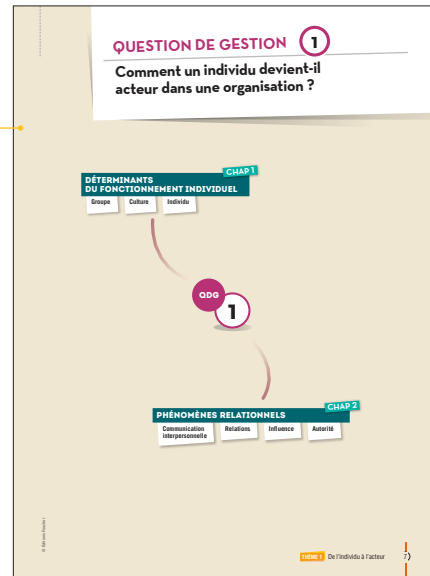 QUESTION DE GESTION 1
Comment un individu devient-il
acteur dans une organisation ?
CHAP 1
DÉTERMINANTS
DU FONCTIONNEMENT INDIVIDUEL
Groupe Culture Individu
QDG
1
CHAP 2
PHÉNOMÈNES RELATIONNELS
Communication
interpersonnelle Relations Influence Autorité
© Éditions Foucher
THÈME 1 De l'individu à l'acteur 7